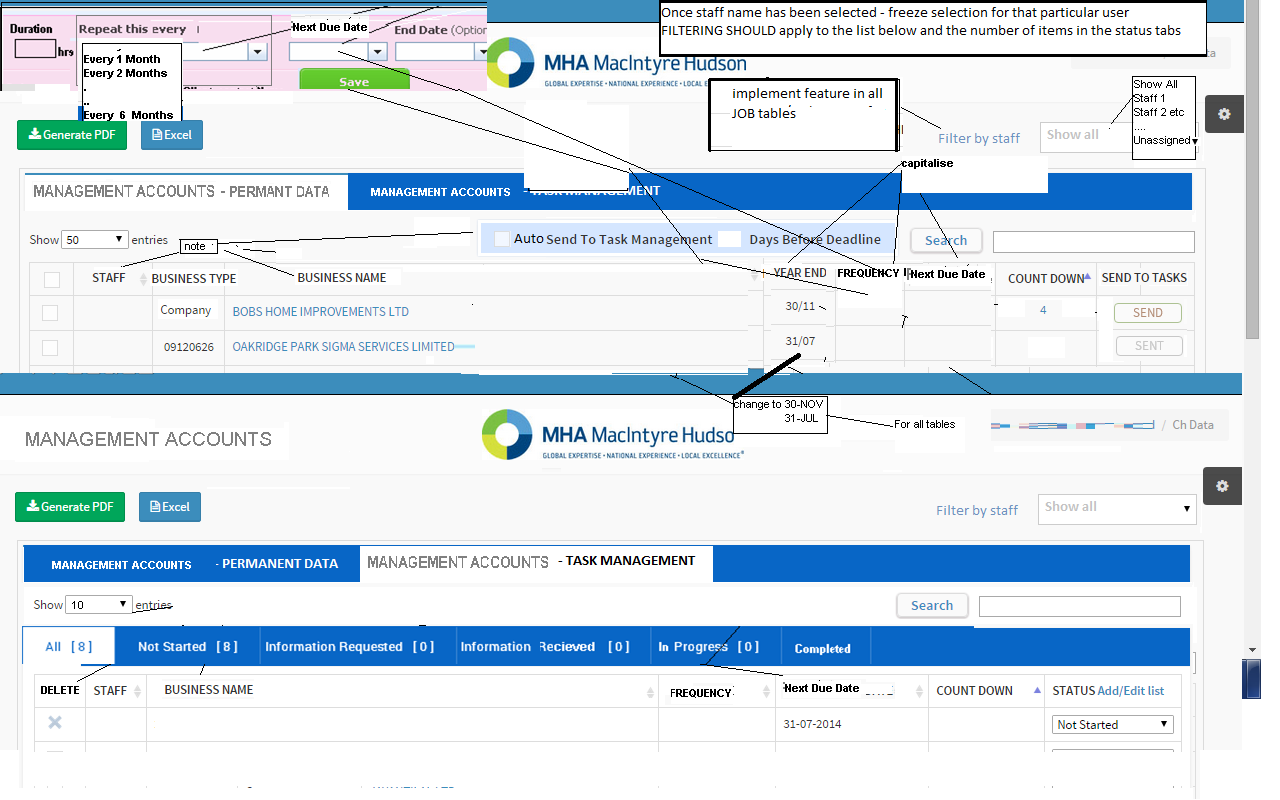 Once staff name has been selected - freeze selection for that particular user
FILTERING SHOULD apply to the list below and the number of items in the status tabs
Duration
hrs
Repeat this every
Next Due Date
End Date (Option
Every 1 Month
Every 2 Months
.
..
Every 6 Months
Save
MHA MacIntyre Hudson
GLOBAL EXPERTISE • NATIONAL EXPERIENCE • LOCAL EXCELLENCE
implement feature in all
JOB tables
Show All
Staff 1
Staff 2 etc
....
Unassigned
Generate PDF
Excel
Filter by staff
Show all
capitalise
MANAGEMENT ACCOUNTS - PERMANT DATA
MANAGEMENT ACCOUNTS - TASK MANAGEMENT
Show 50 entries
note
Auto Send To Task Management
Days Before Deadline
Search
STAFF
BUSINESS TYPE
BUSINESS NAME
YEAR END
FREQUENCY
Next Due Date
COUNT DOWN
SEND TO TASKS
Company
BOBS HOME IMPROVEMENTS LTD
30/11
4
SEND
09120626
OAKRIDGE PARK SIGMA SERVICES LIMITED
31/07
SENT
change to 30-NOV
31-JUL
For all tables
MANAGEMENT ACCOUNTS
MHA MacIntyre Hudso
GLOBAL EXPERTISE • NATIONAL EXPERIENCE • LOCAL EXCELLENCE
/ Ch Data
Generate PDF
Excel
Filter by staff
Show all
MANAGEMENT ACCOUNTS - PERMANENT DATA
MANAGEMENT ACCOUNTS - TASK MANAGEMENT
Show 10 entries
Search
All [ 8 ]
Not Started [ 8 ]
Information Requested [ 0 ]
Information Recieved [ 0 ]
In Progress [ 0 ]
Completed
DELETE
STAFF
BUSINESS NAME
FREQUENCY
Next Due Date
COUNT DOWN
STATUS Add/Edit list
31-07-2014
Not Started